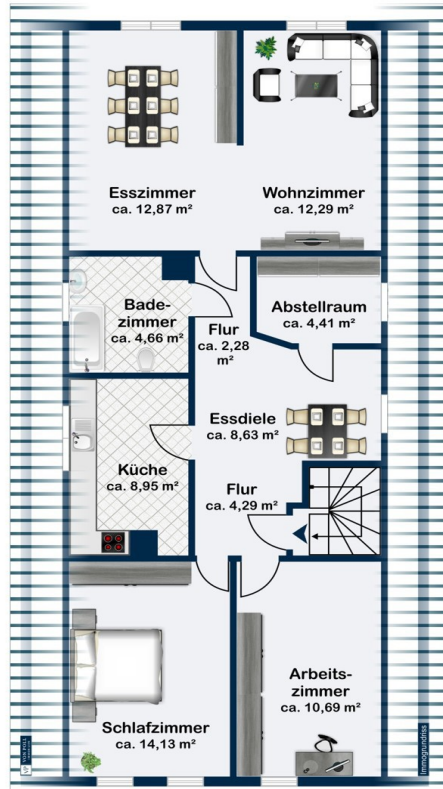 Esszimmer
ca. 12,87 m²
Wohnzimmer
ca. 12,29 m²
Bade-
zimmer
ca. 4,66 m²
Flur
ca. 2,28
m²
Abstellraum
ca. 4,41 m²
Essdiele
ca. 8,63 m²
Küche
ca. 8,95 m²
Flur
ca. 4,29 m²
Schlafzimmer
ca. 14,13 m²
Arbeits-
zimmer
ca. 10,69 m²
Immogrundriss